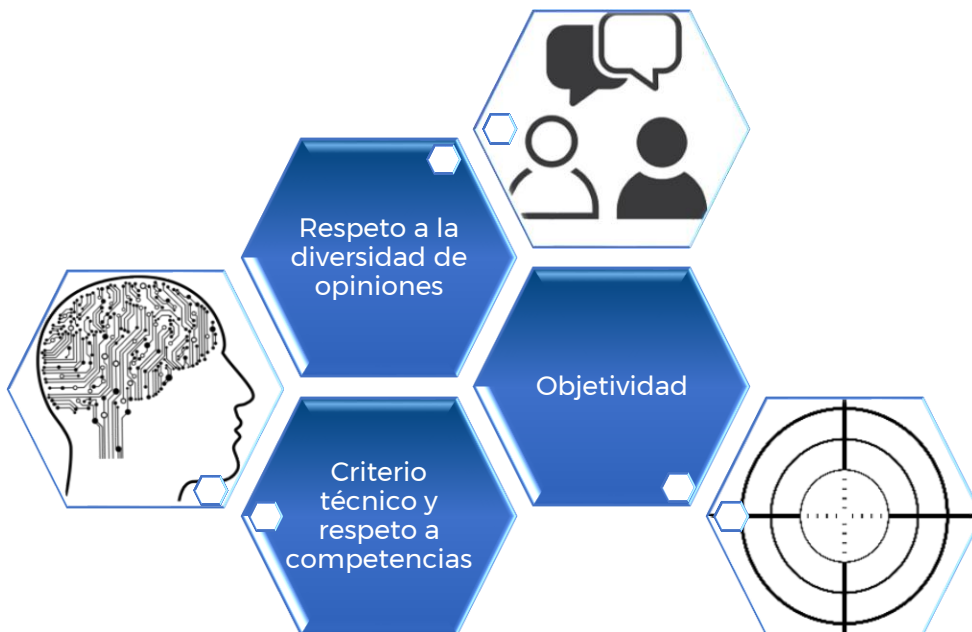 Respeto a la
diversidad de
opiniones
Objetividad
Criterio
técnico y
respeto a
competencias